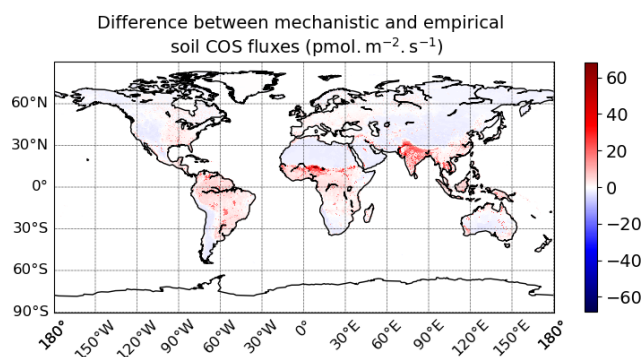 Difference between mechanistic and empirical
soil COS fluxes (pmol. m⁻². s⁻¹)
60°N
30°N
0°
30°S
60°S
90°S
180°
150°W
120°W
90°W
60°W
30°W
0°
30°E
60°E
90°E
120°E
150°E
180°
60
40
20
0
−20
−40
−60